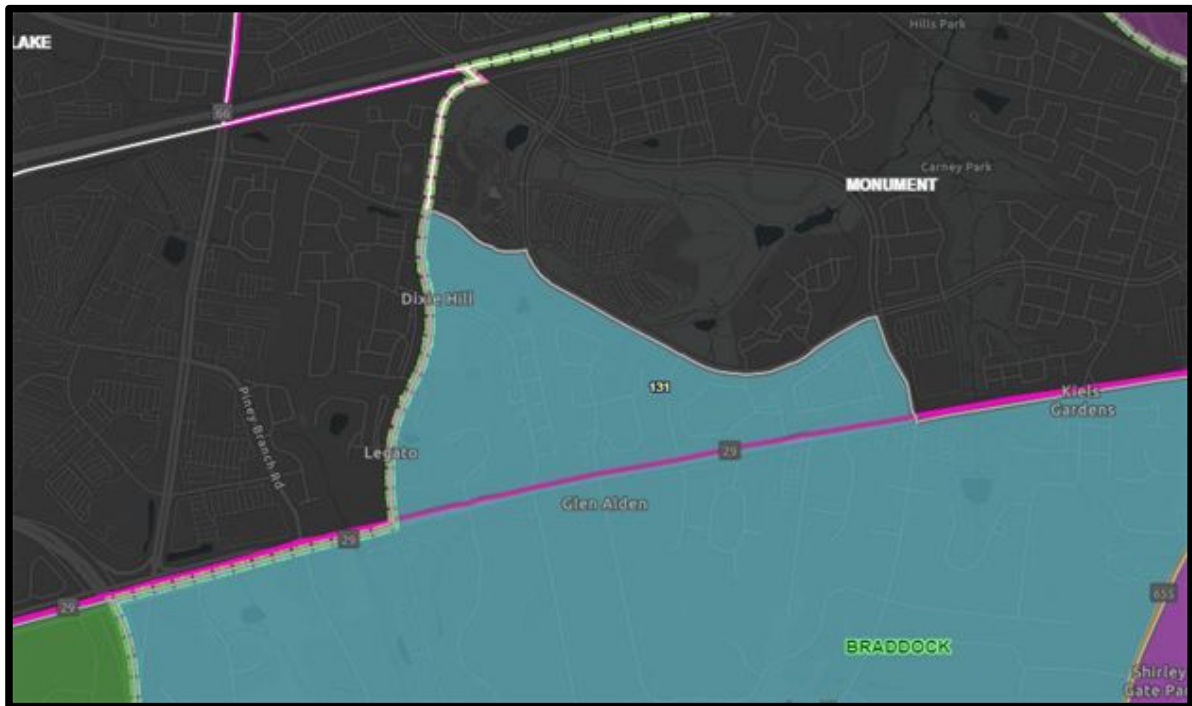 Hills Park
LAKE
66
Carney Park
MONUMENT
Dixie Hill
131
Piney Branch Rd
Kiels
Gardens
Legato
29
Glen Alden
29
29
655
BRADDOCK
Shirley
Gate Par